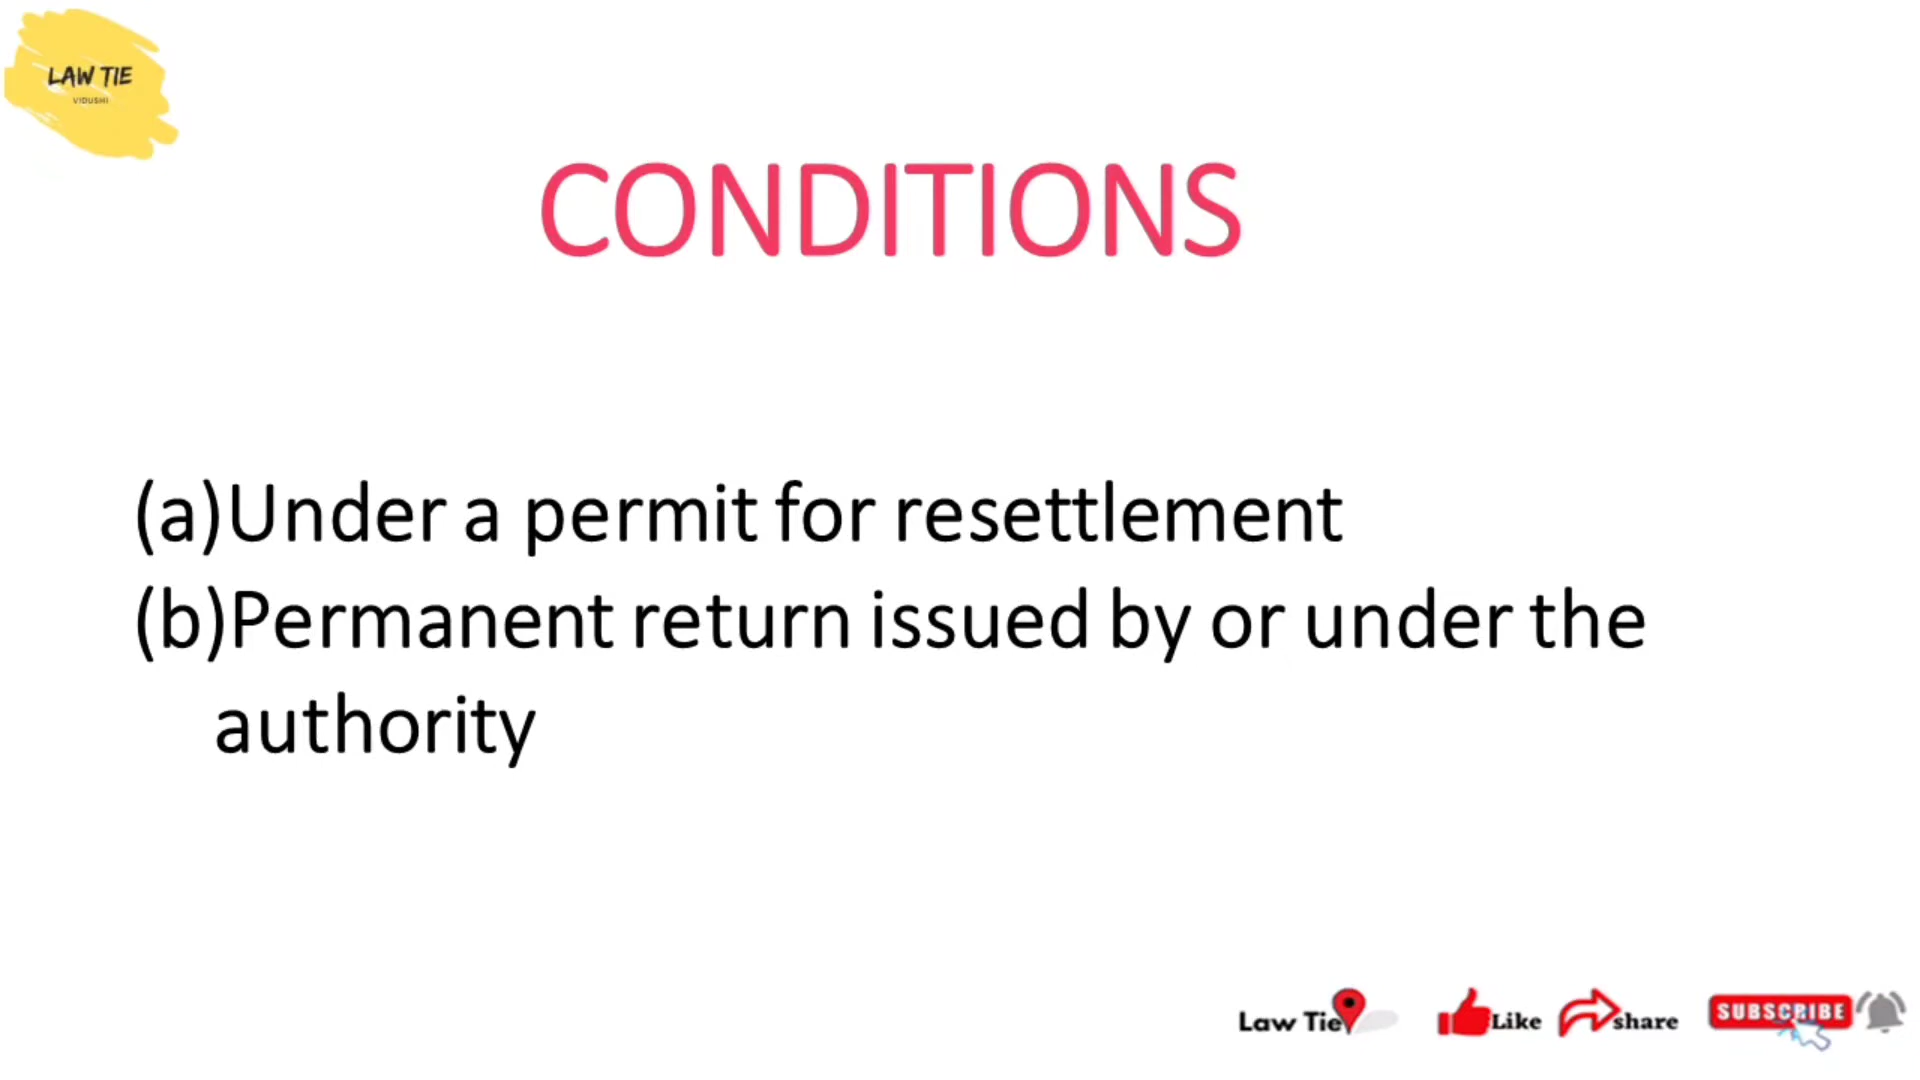 LAW TIE
VIDUSHI
CONDITIONS
(a)Under a permit for resettlement
(b)Permanent return issued by or under the
authority
Law Tie Like share SUBSCRIBE